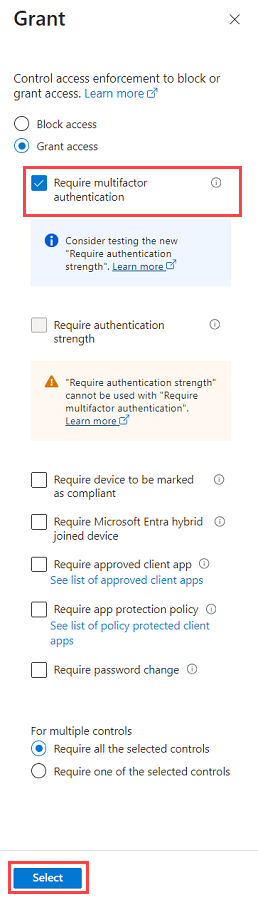 Grant
Control access enforcement to block or
grant access. Learn more
Block access
Grant access
Require multifactor
authentication
Consider testing the new
"Require authentication
strength". Learn more
Require authentication
strength
"Require authentication strength"
cannot be used with "Require
multifactor authentication".
Learn more
Require device to be marked
as compliant
Require Microsoft Entra hybrid
joined device
Require approved client app
See list of approved client apps
Require app protection policy
See list of policy protected client
apps
Require password change
For multiple controls
Require all the selected controls
Require one of the selected controls
Select